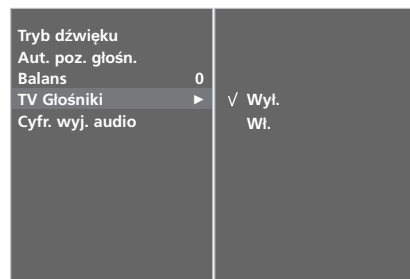 Tryb dźwięku
Aut. poz. głośn.
Balans 0
TV Głośniki ►
Cyfr. wyj. audio
√ Wył.
Wł.